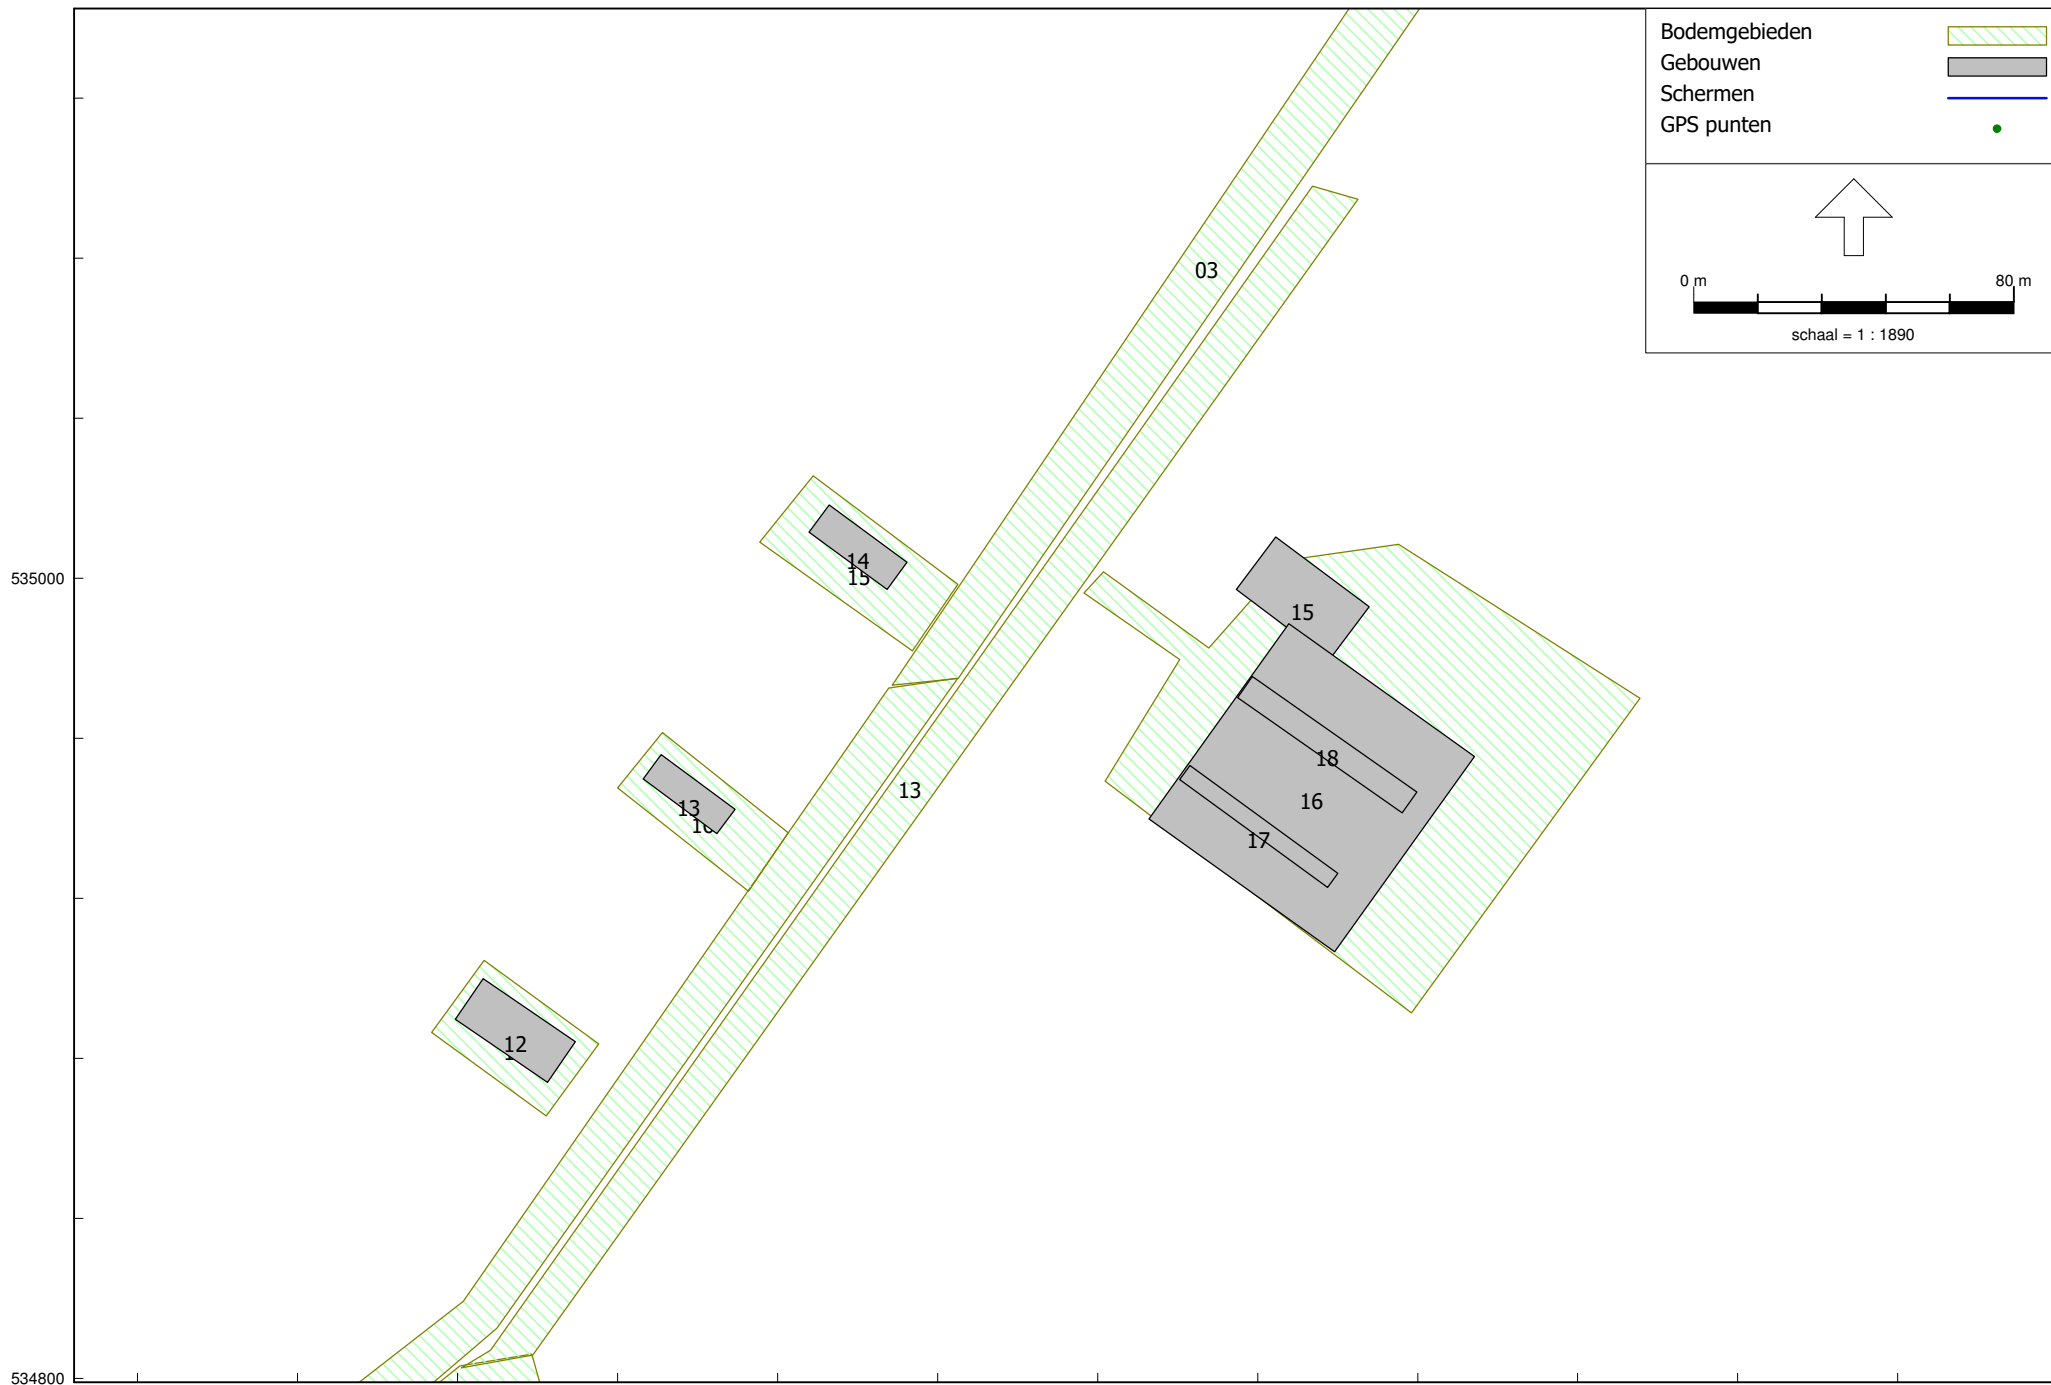 Bodemgebieden
Gebouwen
Schermen
GPS punten
0 m 80 m
schaal = 1 : 1890
03
14
15
535000
15
18
13
16
13
17
12
534800